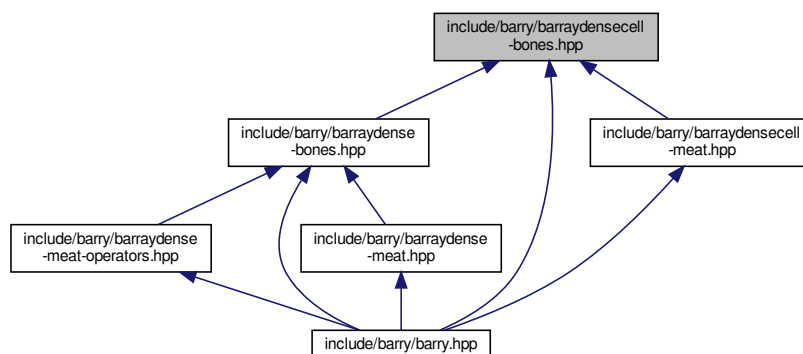 include/barry/barraydensecell
-bones.hpp
include/barry/barraydense
-bones.hpp
include/barry/barraydensecell
-meat.hpp
include/barry/barraydense
-meat-operators.hpp
include/barry/barraydense
-meat.hpp
include/barry/barry.hpp